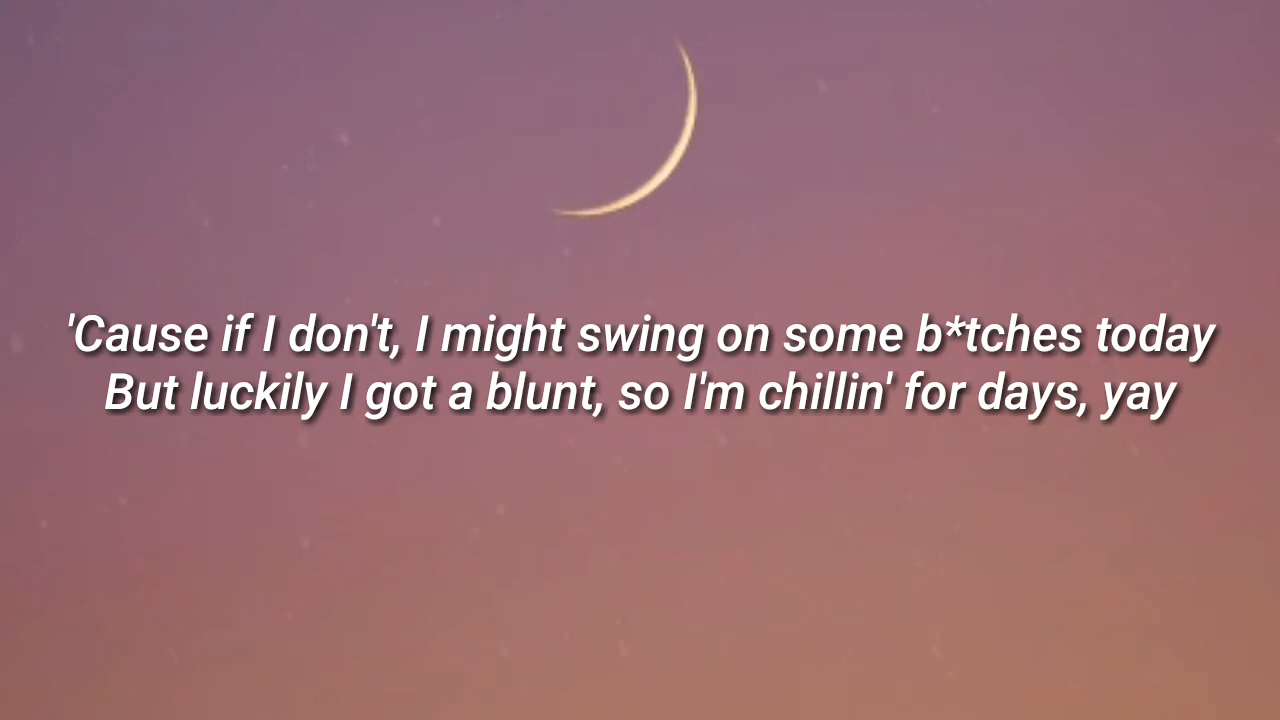 'Cause if I don't, I might swing on some b*tches today
But luckily I got a blunt, so I'm chillin' for days, yay